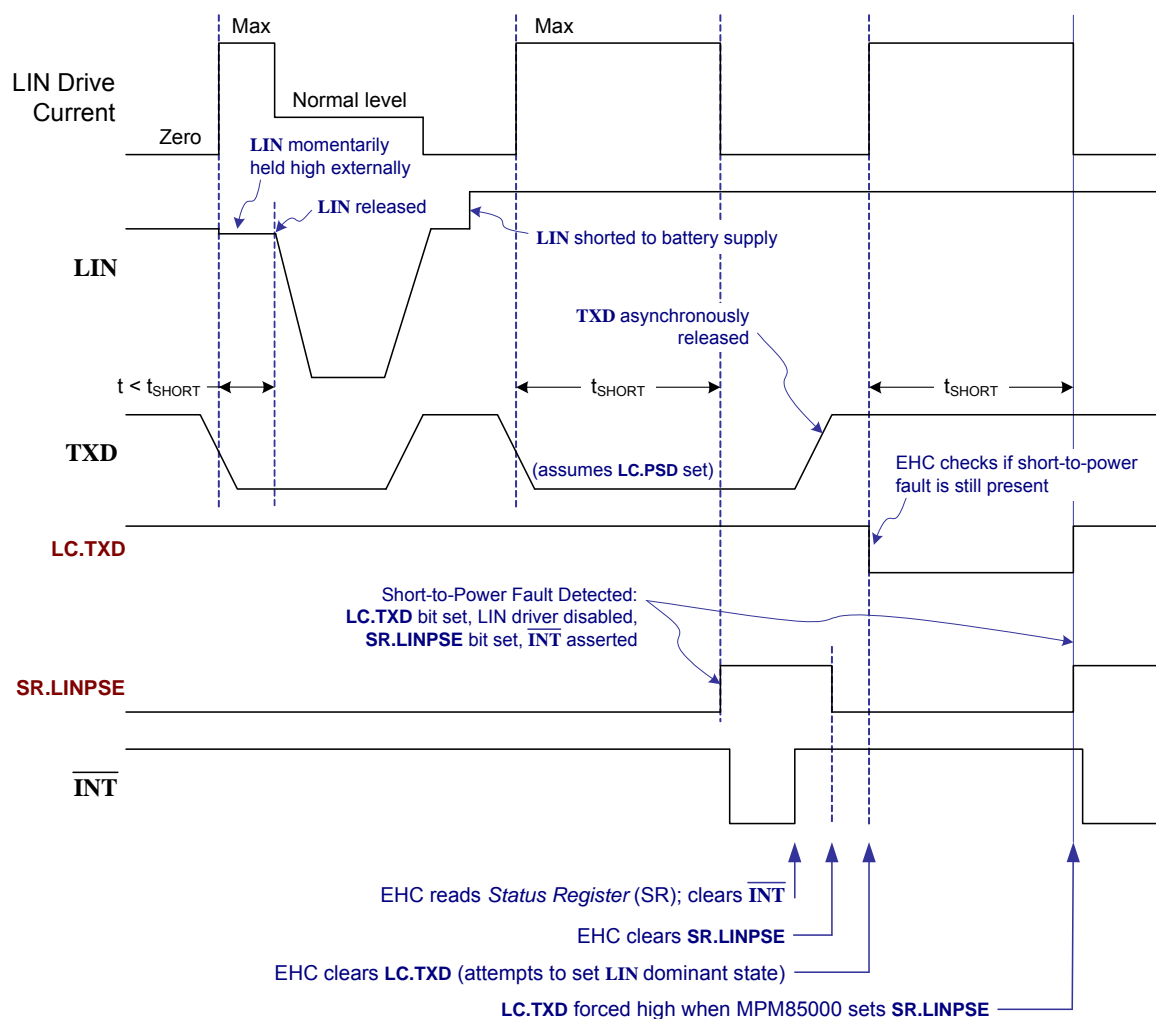 Max
Max
LIN Drive
Current
Normal level
Zero
LIN momentarily
held high externally
LIN released
LIN shorted to battery supply
LIN
TXD asynchronously
released
t < tSHORT
tSHORT
tSHORT
TXD
(assumes LC.PSD set)
EHC checks if short-to-power
fault is still present
LC.TXD
Short-to-Power Fault Detected:
LC.TXD bit set, LIN driver disabled,
SR.LINPSE bit set, INT asserted
SR.LINPSE
INT
EHC reads Status Register (SR); clears INT
EHC clears SR.LINPSE
EHC clears LC.TXD (attempts to set LIN dominant state)
LC.TXD forced high when MPM85000 sets SR.LINPSE